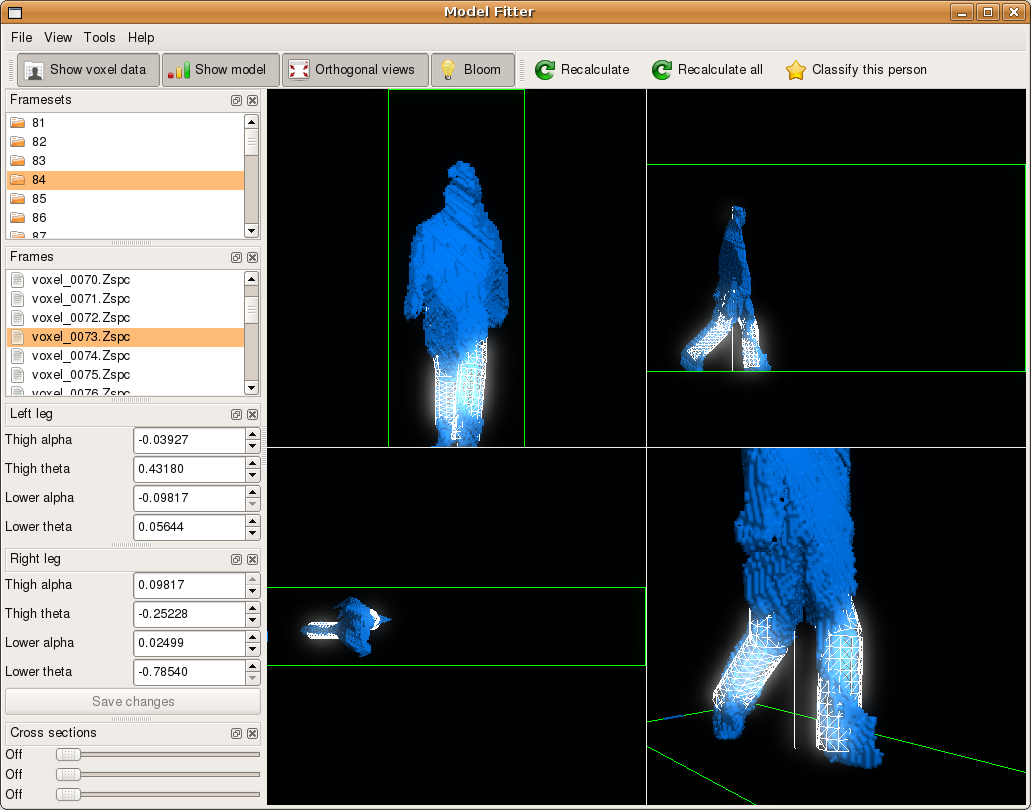 Model Fitter
File View Tools Help
Show voxel data Show model Orthogonal views Bloom Recalculate Recalculate all Classify this person
Framesets
81
82
83
84
85
86
87
Frames
voxel_0070.Zspc
voxel_0071.Zspc
voxel_0072.Zspc
voxel_0073.Zspc
voxel_0074.Zspc
voxel_0075.Zspc
voxel_0076.Zspc
Left leg
Thigh alpha -0.03927
Thigh theta 0.43180
Lower alpha -0.09817
Lower theta 0.05644
Right leg
Thigh alpha 0.09817
Thigh theta -0.25228
Lower alpha 0.02499
Lower theta -0.78540
Save changes
Cross sections
Off
Off
Off